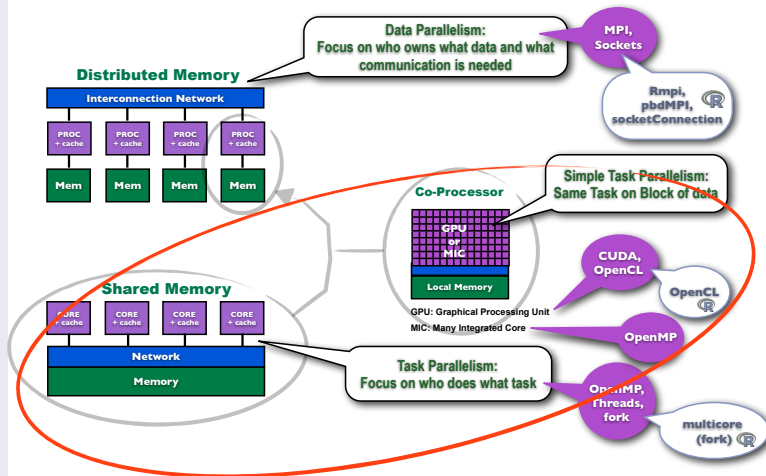 Data Parallelism:
Focus on who owns what data and what
communication is needed
MPI,
Sockets
Rmpi,
pbdMPI,
socketConnection
R
Distributed Memory
Interconnection Network
PROC
+ cache
PROC
+ cache
PROC
+ cache
PROC
+ cache
Mem
Mem
Mem
Mem
Simple Task Parallelism:
Same Task on Block of data
Co-Processor
GPU
or
MIC
Local Memory
GPU: Graphical Processing Unit
MIC: Many Integrated Core
CUDA,
OpenCL
OpenCL
R
OpenMP
Shared Memory
CORE
+ cache
CORE
+ cache
CORE
+ cache
CORE
+ cache
Network
Memory
Task Parallelism:
Focus on who does what task
OpenMP,
Threads,
fork
multicore
(fork) R